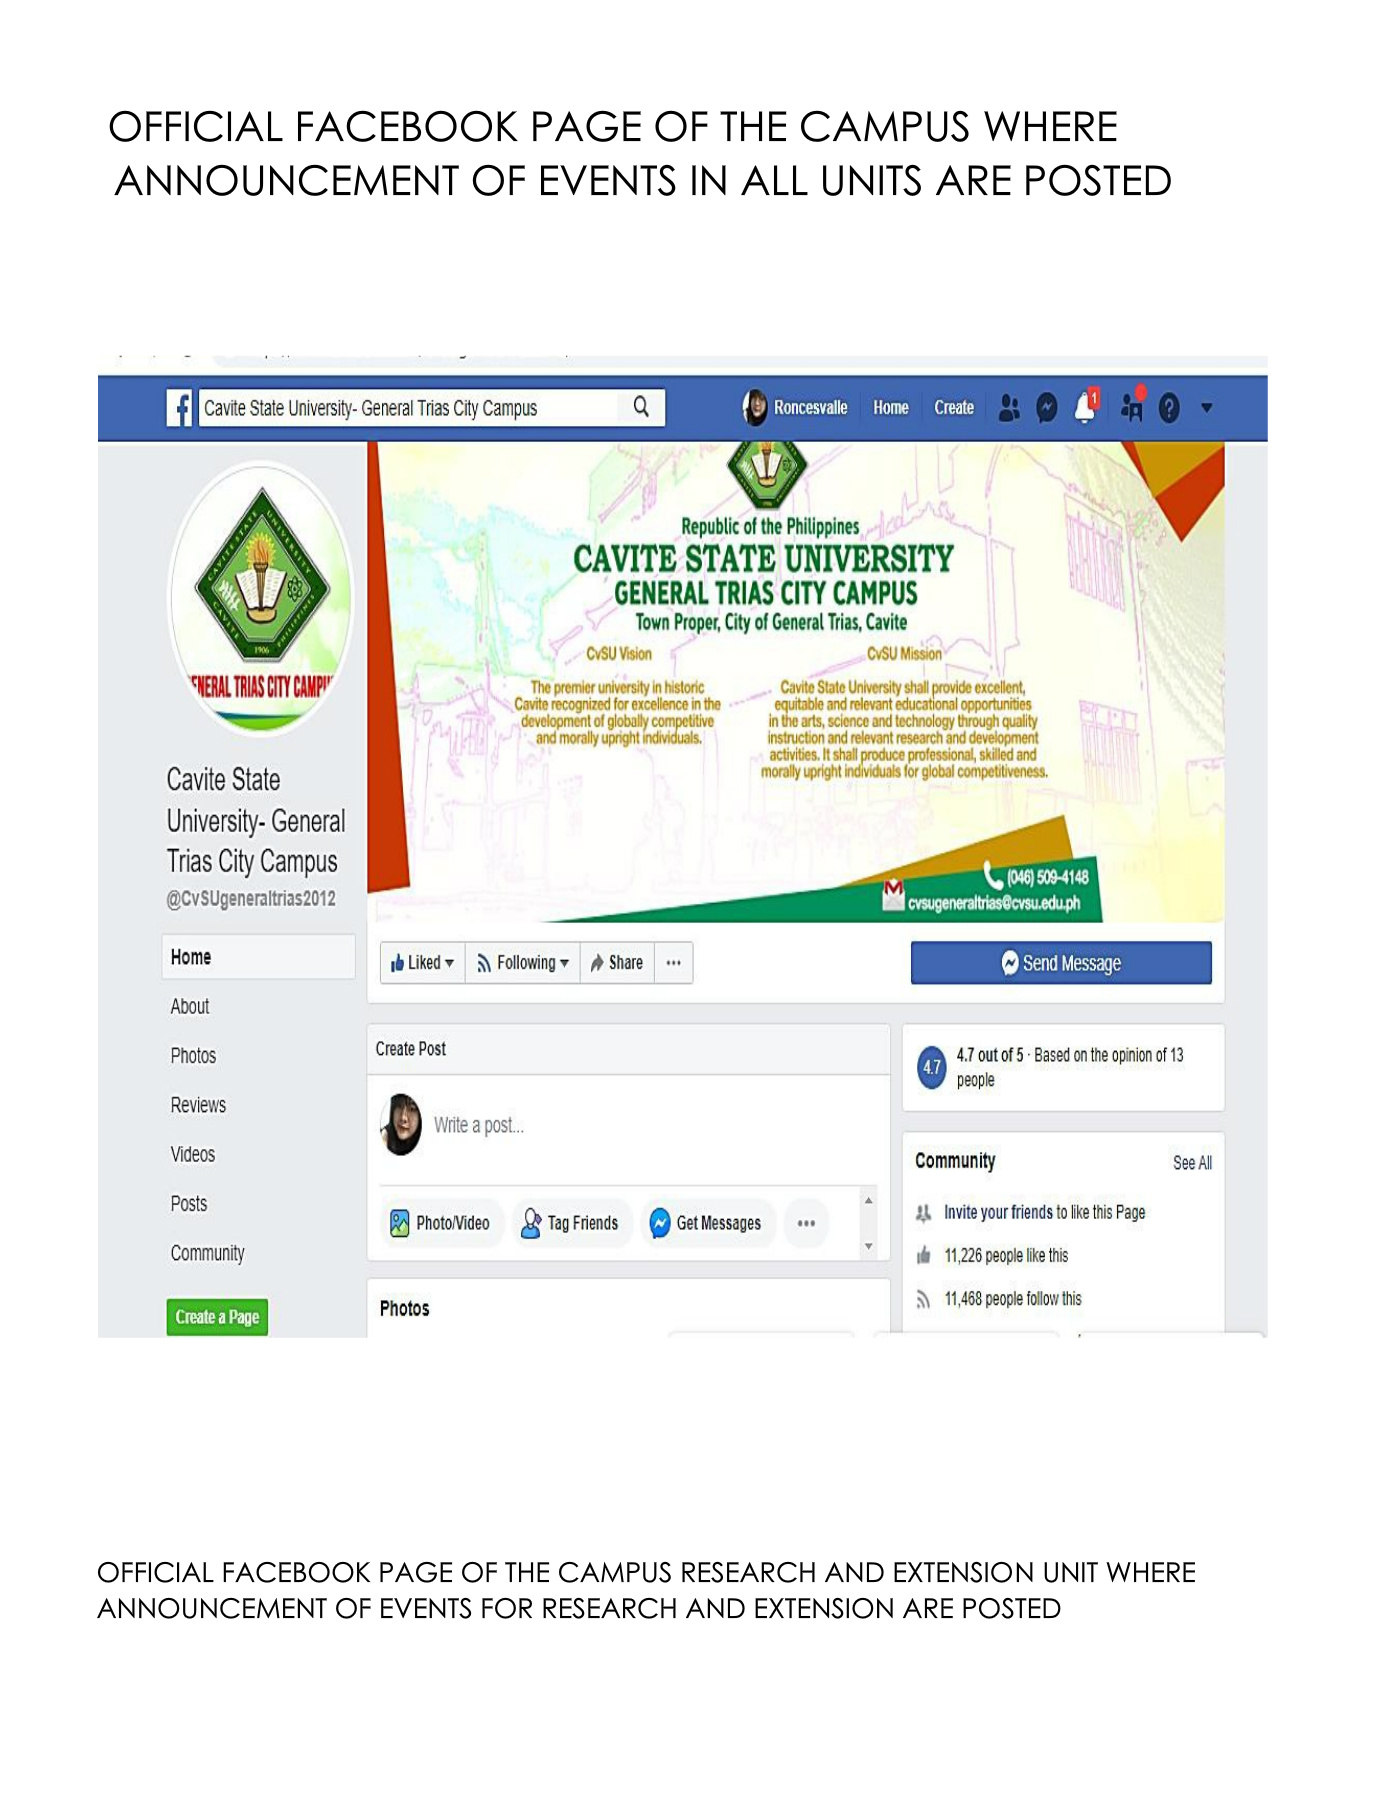 OFFICIAL FACEBOOK PAGE OF THE CAMPUS WHERE
ANNOUNCEMENT OF EVENTS IN ALL UNITS ARE POSTED
Cavite State University- General Trias City Campus
Roncesvalle Home Create 1
Republic of the Philippines
CAVITE STATE UNIVERSITY
GENERAL TRIAS CITY CAMPUS
Town Proper, City of General Trias, Cavite
CvSU Vision
The premier university in historic
Cavite recognized for excellence in the
development of globally competitive
and morally upright individuals.
CvSU Mission
Cavite State University shall provide excellent,
equitable and relevant educational opportunities
in the arts, science and technology through quality
instruction and relevant research and development
activities. It shall produce professional, skilled and
morally upright individuals for global competitiveness.
(046) 509-4148
cvsugeneraltrias@cvsu.edu.ph
CAVITE STATE UNIVERSITY
CAVITE PHILIPPINES
1906
ENERAL TRIAS CITY CAMPU
Cavite State
University- General
Trias City Campus
@CvSUgeneraltrias2012
Home
About
Photos
Reviews
Videos
Posts
Community
Create a Page
Liked Following Share ...
Send Message
Create Post
Write a post...
Photo/Video Tag Friends Get Messages ...
Photos
4.7
4.7 out of 5 · Based on the opinion of 13
people
Community See All
Invite your friends to like this Page
11,226 people like this
11,468 people follow this
OFFICIAL FACEBOOK PAGE OF THE CAMPUS RESEARCH AND EXTENSION UNIT WHERE
ANNOUNCEMENT OF EVENTS FOR RESEARCH AND EXTENSION ARE POSTED